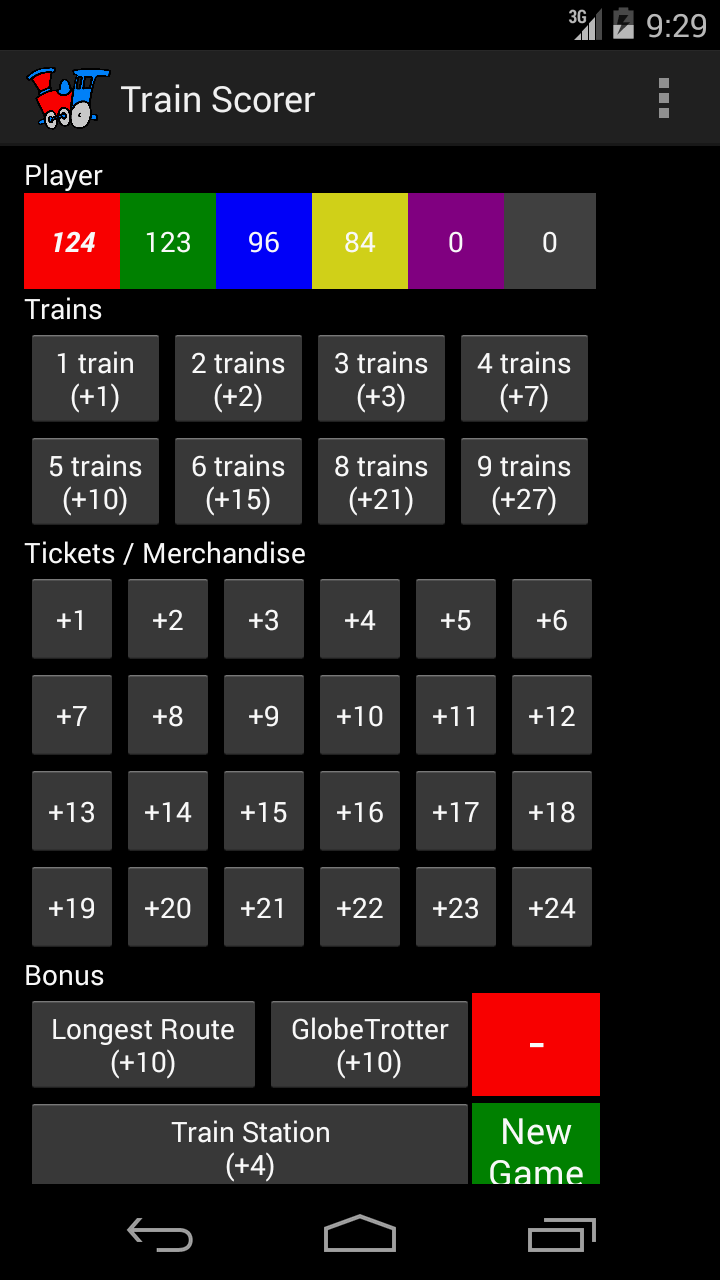 3G 9:29
Train Scorer
Player
124 123 96 84 0 0
Trains
1 train 2 trains 3 trains 4 trains
(+1) (+2) (+3) (+7)
5 trains 6 trains 8 trains 9 trains
(+10) (+15) (+21) (+27)
Tickets / Merchandise
+1 +2 +3 +4 +5 +6
+7 +8 +9 +10 +11 +12
+13 +14 +15 +16 +17 +18
+19 +20 +21 +22 +23 +24
Bonus
Longest Route GlobeTrotter -
(+10) (+10)
Train Station New
(+4) Game